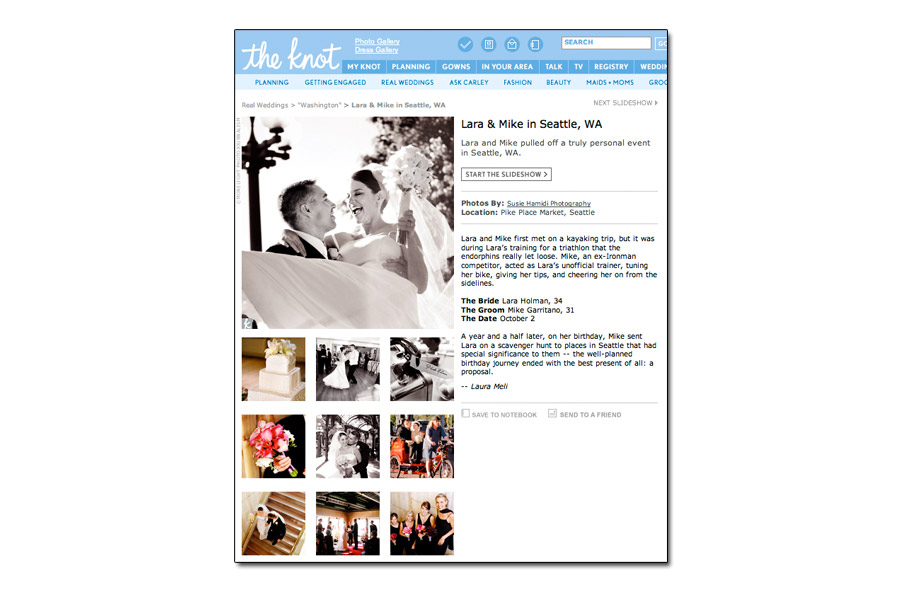 the knot
Photo Gallery
Dress Gallery
SEARCH
GO
MY KNOT PLANNING GOWNS IN YOUR AREA TALK TV REGISTRY WEDDIN
PLANNING GETTING ENGAGED REAL WEDDINGS ASK CARLEY FASHION BEAUTY MAIDS + MOMS GROO
Real Weddings > "Washington" > Lara & Mike in Seattle, WA
NEXT SLIDESHOW
Lara & Mike in Seattle, WA
Lara and Mike pulled off a truly personal event
in Seattle, WA.
START THE SLIDESHOW >
Photos By: Susie Hamidi Photography
Location: Pike Place Market, Seattle
Lara and Mike first met on a kayaking trip, but it was
during Lara's training for a triathlon that the
endorphins really let loose. Mike, an ex-Ironman
competitor, acted as Lara's unofficial trainer, tuning
her bike, giving her tips, and cheering her on from the
sidelines.
The Bride Lara Holman, 34
The Groom Mike Garritano, 31
The Date October 2
A year and a half later, on her birthday, Mike sent
Lara on a scavenger hunt to places in Seattle that had
special significance to them -- the well-planned
birthday journey ended with the best present of all: a
proposal.
-- Laura Meli
SAVE TO NOTEBOOK SEND TO A FRIEND
k